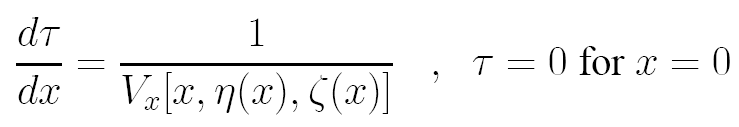 dτ/dx = 1/V_x[x, η(x), ζ(x)] , τ = 0 for x = 0